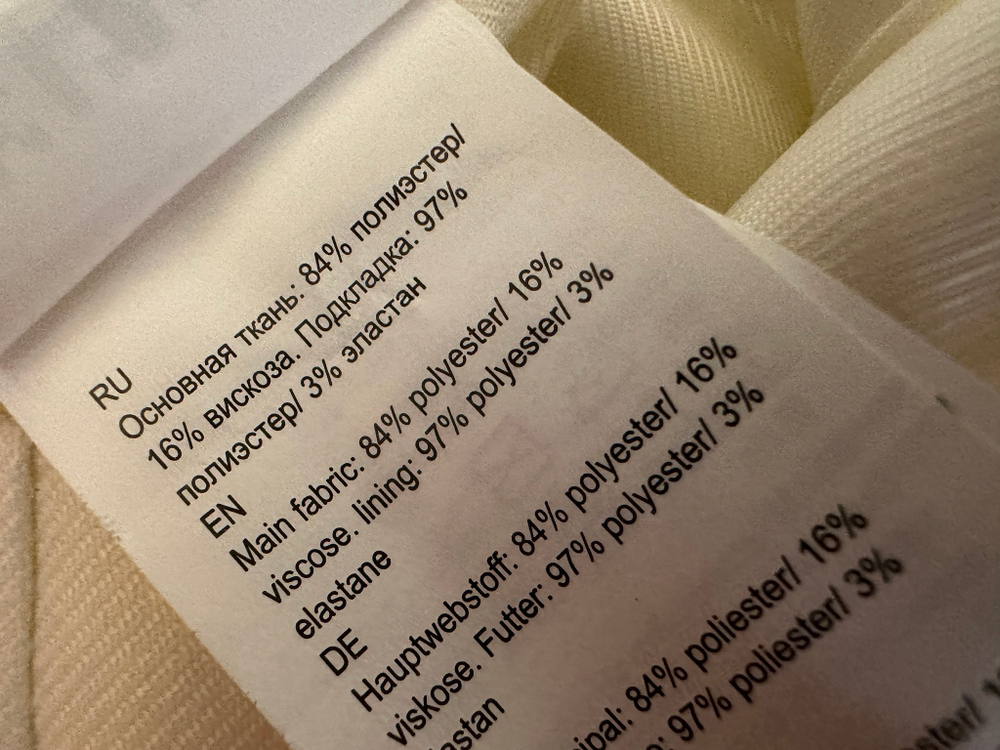 RU
Основная ткань: 84% полиэстер/
16% вискоза. Подкладка: 97%
полиэстер/ 3% эластан
EN
Main fabric: 84% polyester/ 16%
viscose. lining: 97% polyester/ 3%
elastane
DE
Hauptwebstoff: 84% polyester/ 16%
viskose. Futter: 97% polyester/ 3%
84% poliester/ 16%
97% poliester/ 3%